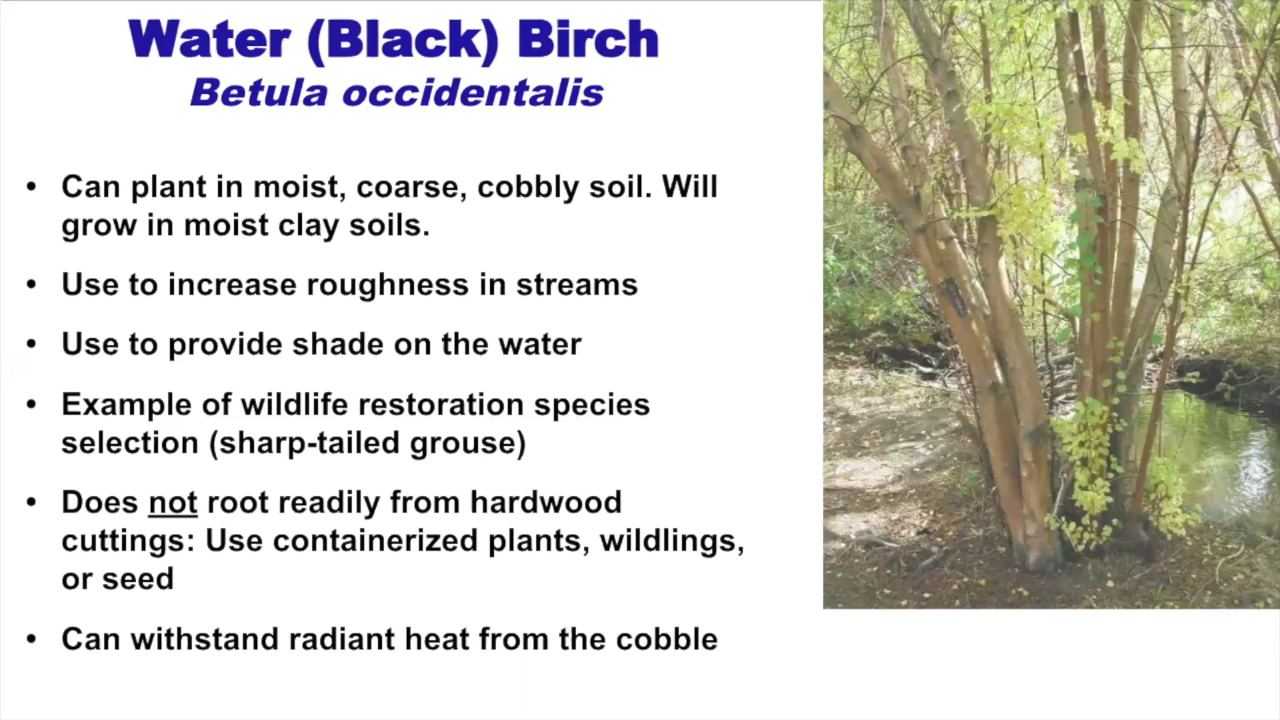 Water (Black) Birch
Betula occidentalis
• Can plant in moist, coarse, cobbly soil. Will
grow in moist clay soils.
• Use to increase roughness in streams
• Use to provide shade on the water
• Example of wildlife restoration species
selection (sharp-tailed grouse)
• Does not root readily from hardwood
cuttings: Use containerized plants, wildlings,
or seed
• Can withstand radiant heat from the cobble